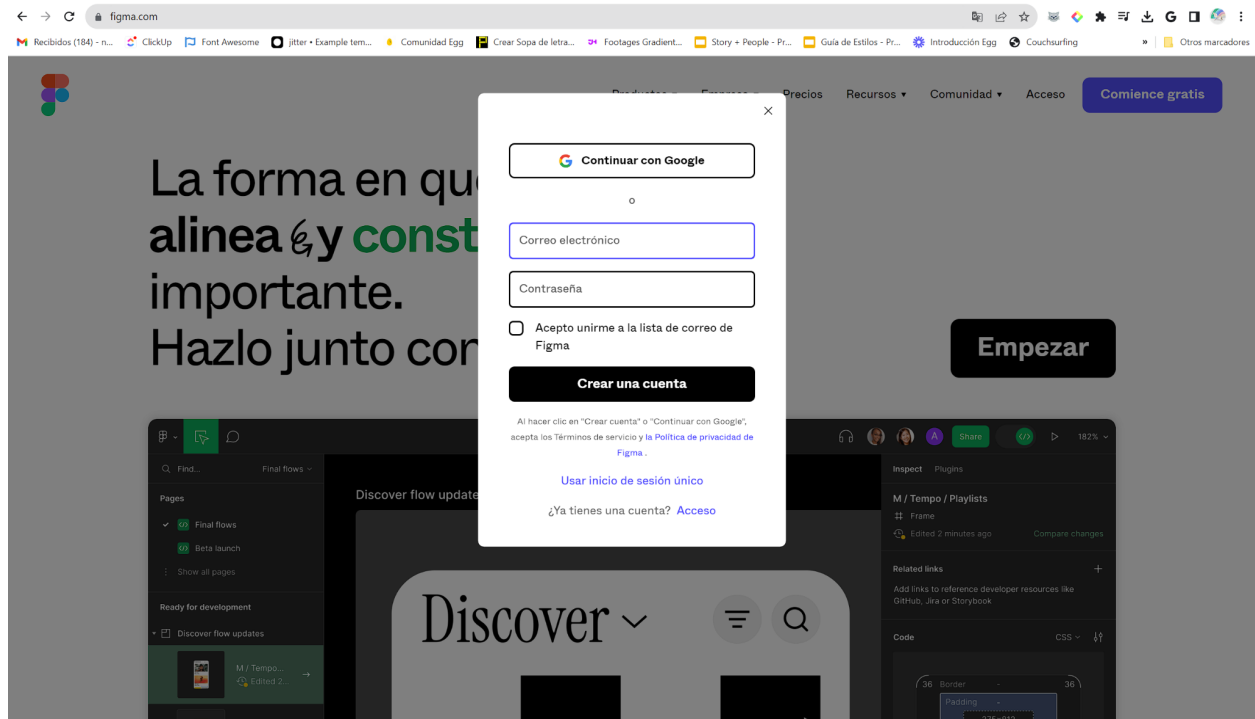 figma.com
Recibidos (184) - n...
ClickUp
Font Awesome
jitter • Example tem...
Comunidad Egg
Crear Sopa de letra...
Footages Gradient...
Story + People - Pr...
Guía de Estilos - Pr...
Introducción Egg
Couchsurfing
»
Otros marcadores
Precios
Recursos
Comunidad
Acceso
Comience gratis
La forma en qu
alinea y const
importante.
Hazlo junto con
Empezar
Continuar con Google
o
Correo electrónico
Contraseña
Acepto unirme a la lista de correo de
Figma
Crear una cuenta
Al hacer clic en "Crear cuenta" o "Continuar con Google",
acepta los Términos de servicio y la Política de privacidad de
Figma .
Usar inicio de sesión único
¿Ya tienes una cuenta? Acceso
A
Share
182%
Find...
Final flows
Pages
Final flows
Beta launch
Show all pages
Ready for development
Discover flow updates
M / Tempo...
Edited 2...
Discover flow update
Discover
Inspect
Plugins
M / Tempo / Playlists
Frame
Edited 2 minutes ago
Compare changes
Related links
Add links to reference developer resources like
GitHub, Jira or Storybook
Code
CSS
36
Border
-
36
Padding
-